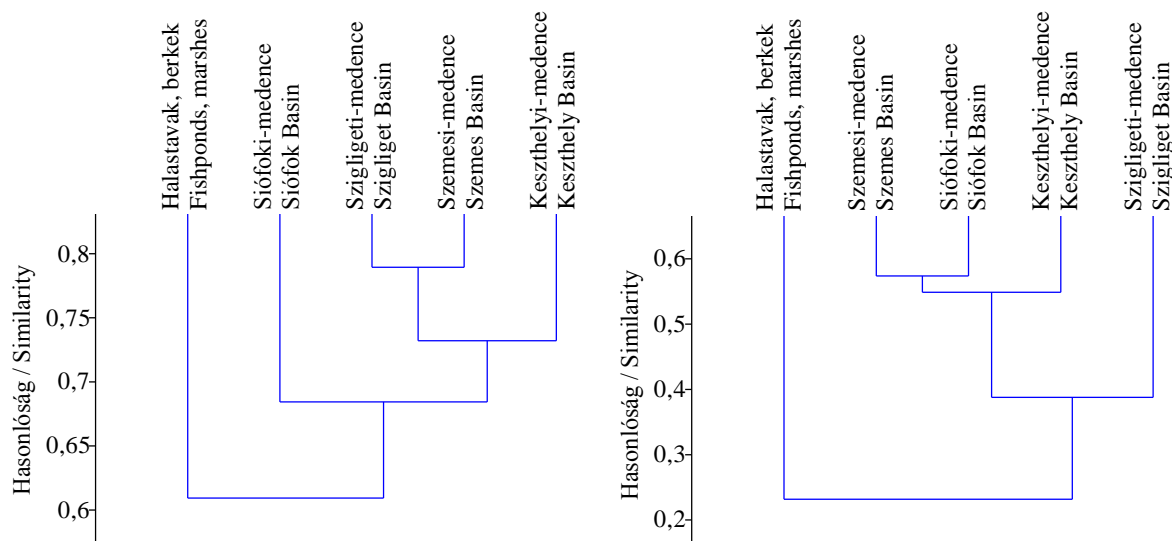 Halastavak, berkek
Fishponds, marshes
Siófoki-medence
Siófok Basin
Szigligeti-medence
Szigliget Basin
Szemesi-medence
Szemes Basin
Keszthelyi-medence
Keszthely Basin
Hasonlóság / Similarity
0,8
0,75
0,7
0,65
0,6
Halastavak, berkek
Fishponds, marshes
Szemesi-medence
Szemes Basin
Siófoki-medence
Siófok Basin
Keszthelyi-medence
Keszthely Basin
Szigligeti-medence
Szigliget Basin
Hasonlóság / Similarity
0,6
0,5
0,4
0,3
0,2